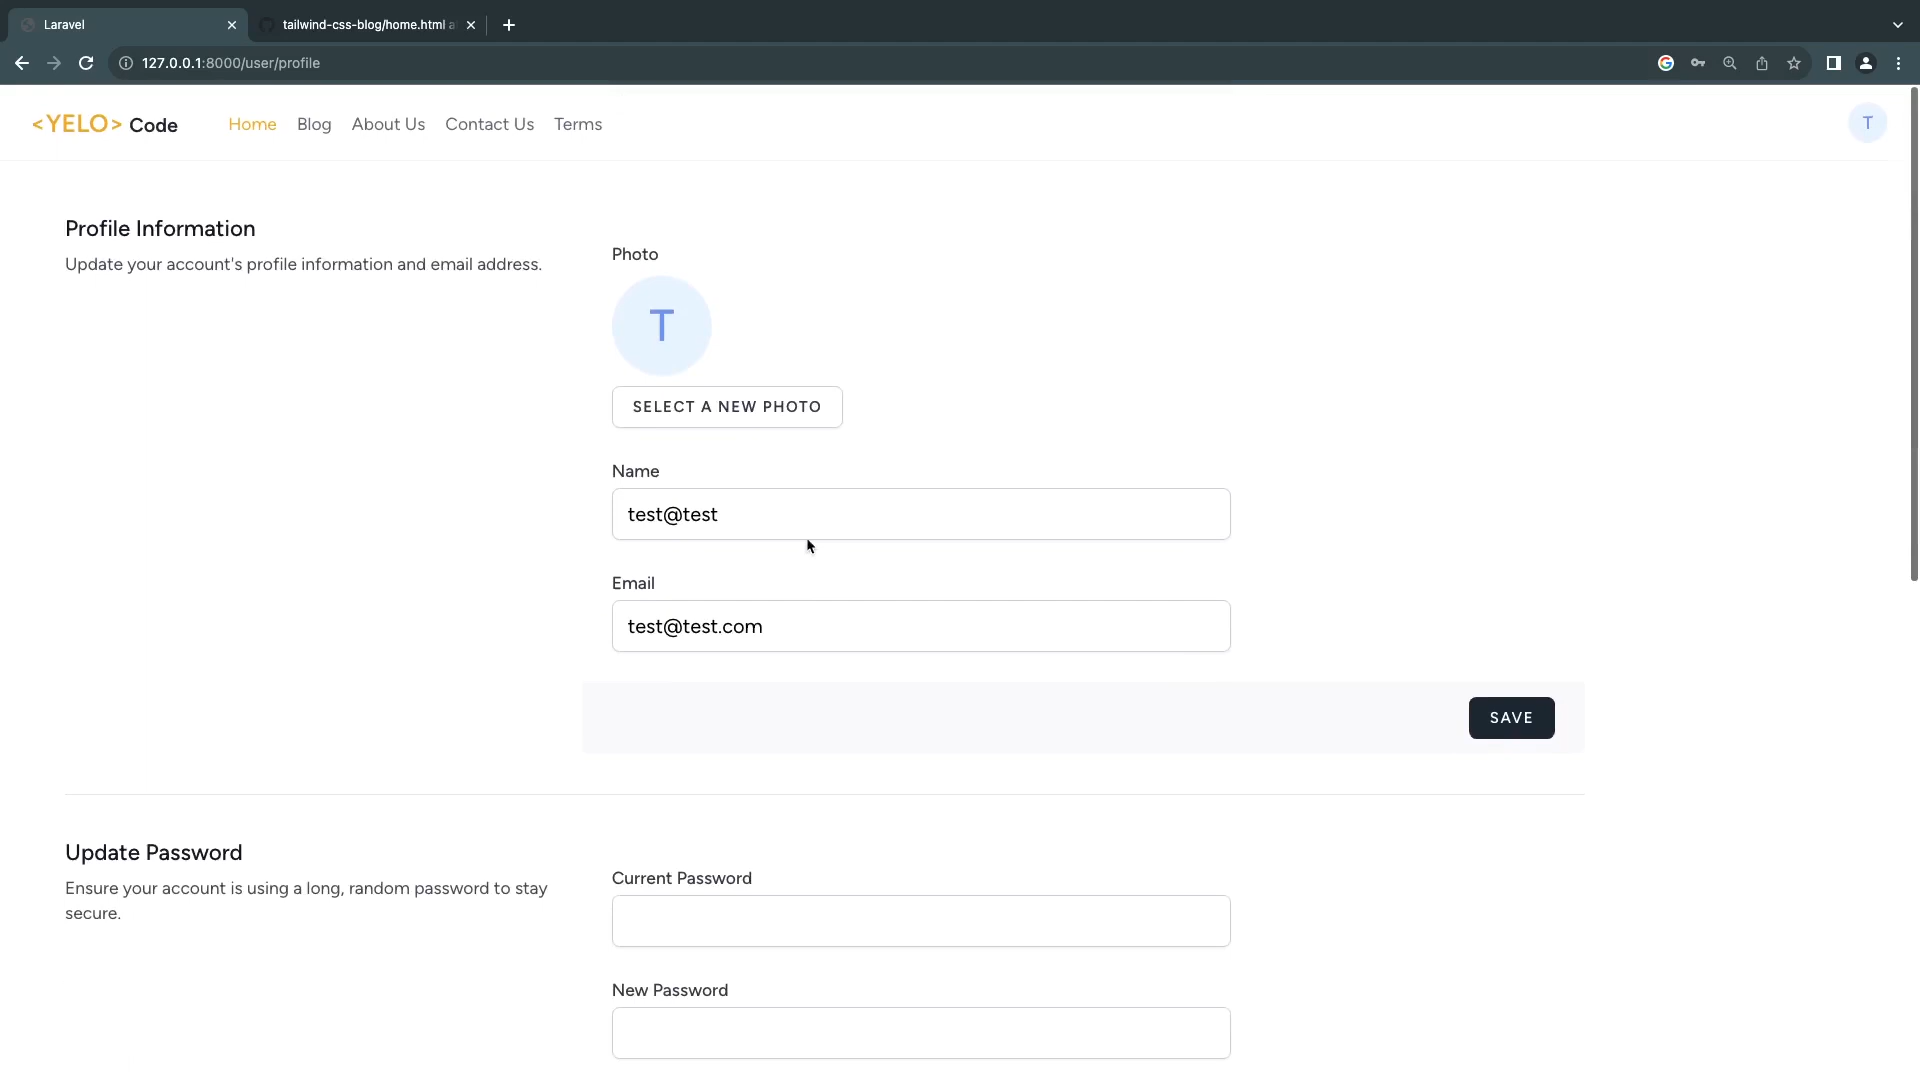 Laravel
tailwind-css-blog/home.html a
127.0.0.1:8000/user/profile
<YELO> Code
Home
Blog
About Us
Contact Us
Terms
T
Profile Information
Update your account's profile information and email address.
Photo
T
SELECT A NEW PHOTO
Name
test@test
Email
test@test.com
SAVE
Update Password
Ensure your account is using a long, random password to stay
secure.
Current Password
New Password